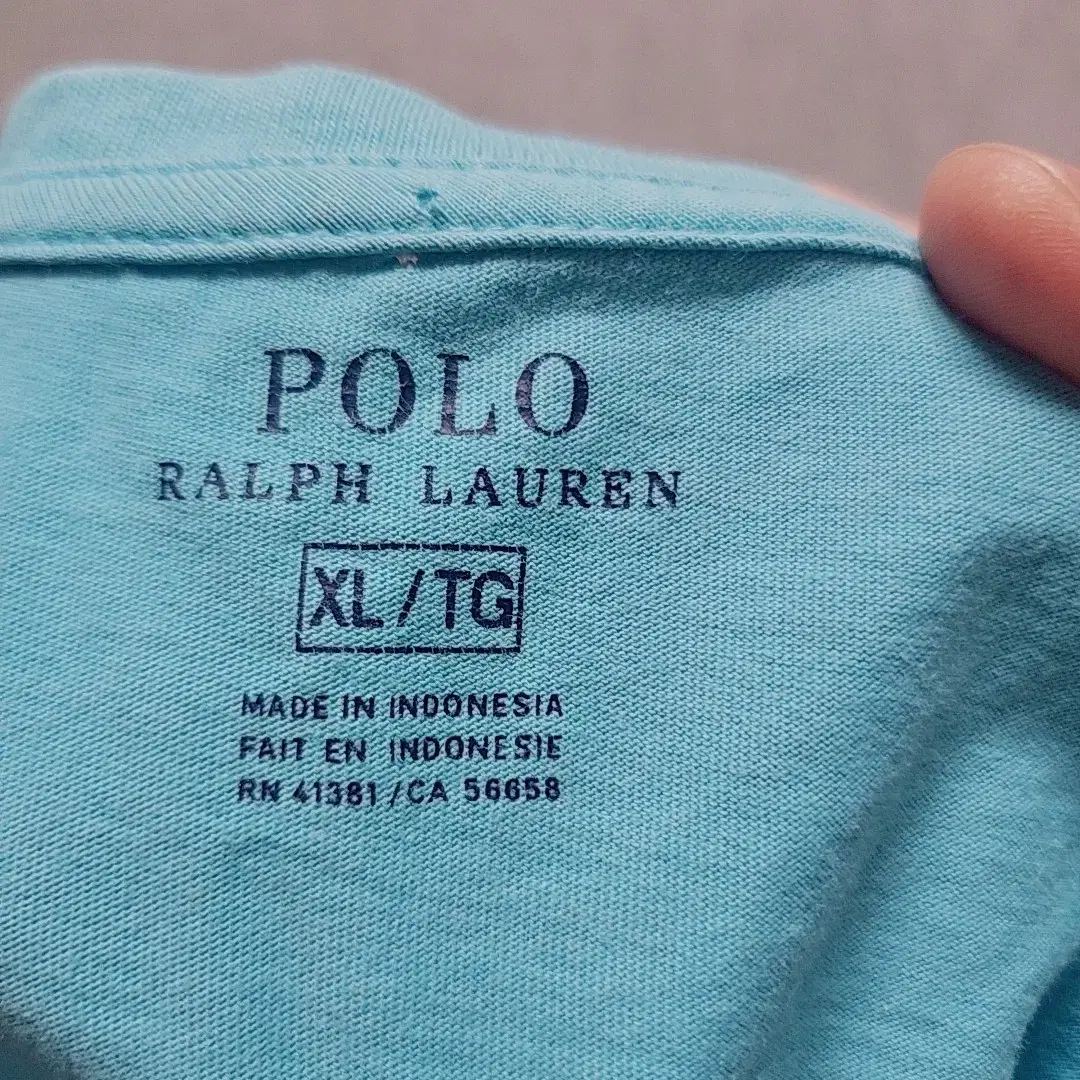 POLO
RALPH LAUREN
XL/TG
MADE IN INDONESIA
FAIT EN INDONESIE
RN 41381/CA 56658